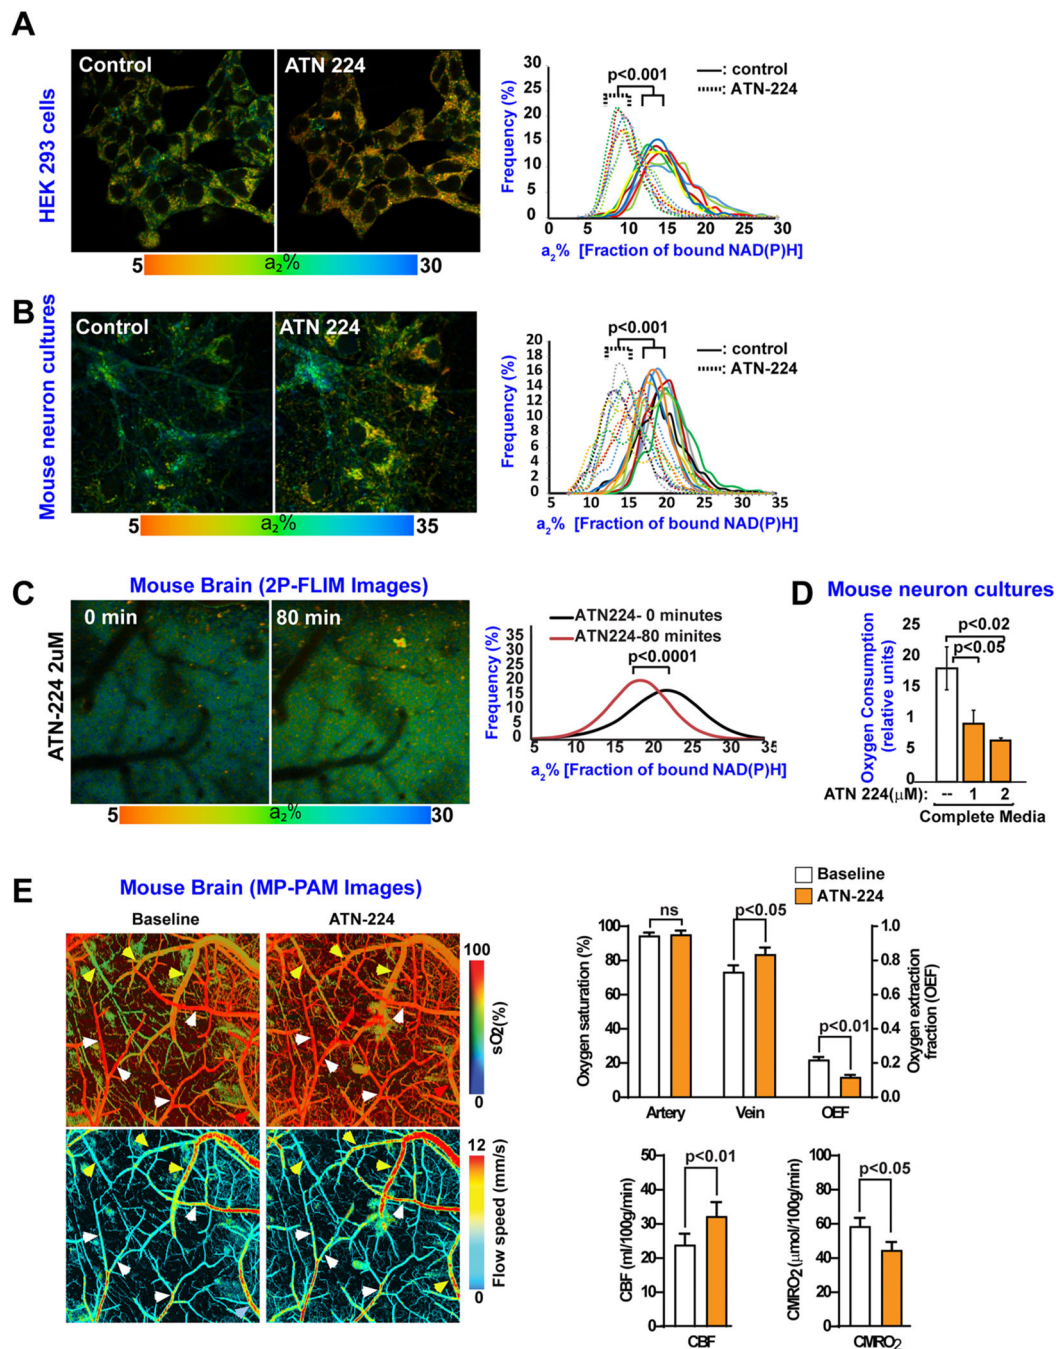 A
HEK 293 cells
Control
ATN 224
5
a2%
30
Frequency (%)
30
25
20
15
10
5
0
p<0.001
: control
: ATN-224
0 5 10 15 20 25 30
a2% [Fraction of bound NAD(P)H]
B
Mouse neuron cultures
Control
ATN 224
5
a2%
35
Frequency (%)
20
18
16
14
12
10
8
6
4
2
0
p<0.001
: control
: ATN-224
5 10 15 20 25 30 35
a2% [Fraction of bound NAD(P)H]
C
Mouse Brain (2P-FLIM Images)
ATN-224 2uM
0 min
80 min
5
a2%
30
Frequency (%)
35
30
25
20
15
10
5
0
ATN224- 0 minutes
ATN224-80 minites
p<0.0001
5 10 15 20 25 30 35
a2% [Fraction of bound NAD(P)H]
D
Mouse neuron cultures
Oxygen Consumption
(relative units)
25
20
15
1
5
0
p<0.02
p<0.05
ATN 224(μM): -- 1 2
Complete Media
E
Mouse Brain (MP-PAM Images)
Baseline
ATN-224
100
sO2(%)
0
12
Flow speed (mm/s)
0
Baseline
ATN-224
Oxygen saturation (%)
100
80
60
40
20
0
ns
p<0.05
p<0.01
1.0
0.8
0.6
0.4
0.2
0.0
Oxygen extraction
fraction (OEF)
Artery Vein OEF
CBF (ml/100g/min)
50
40
30
20
10
0
p<0.01
CBF
CMRO2 (μmol/100g/min)
100
80
60
40
20
0
p<0.05
CMRO2